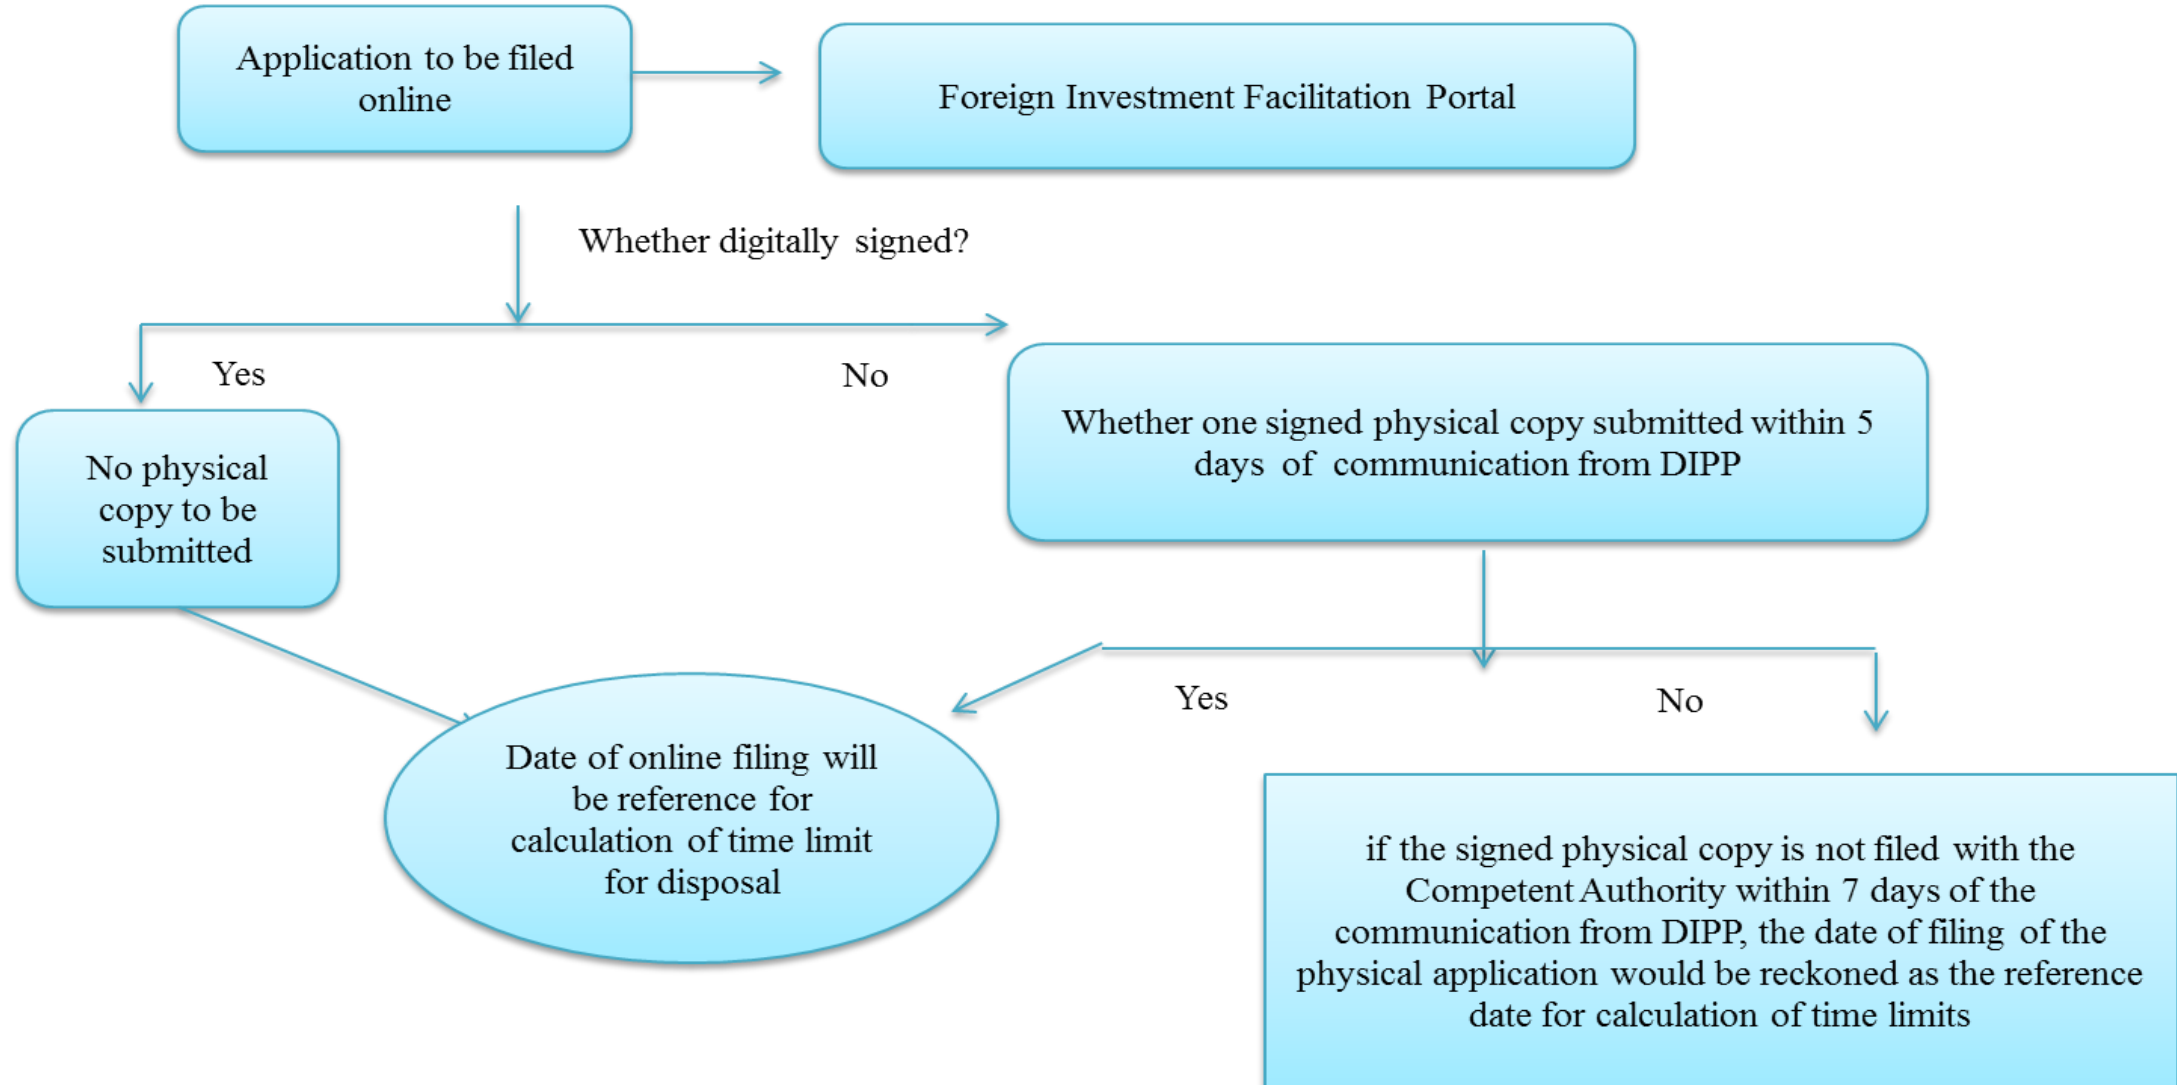 Application to be filed
online
Foreign Investment Facilitation Portal
Whether digitally signed?
Yes
No
No physical
copy to be
submitted
Whether one signed physical copy submitted within 5
days of communication from DIPP
Yes
No
Date of online filing will
be reference for
calculation of time limit
for disposal
if the signed physical copy is not filed with the
Competent Authority within 7 days of the
communication from DIPP, the date of filing of the
physical application would be reckoned as the reference
date for calculation of time limits